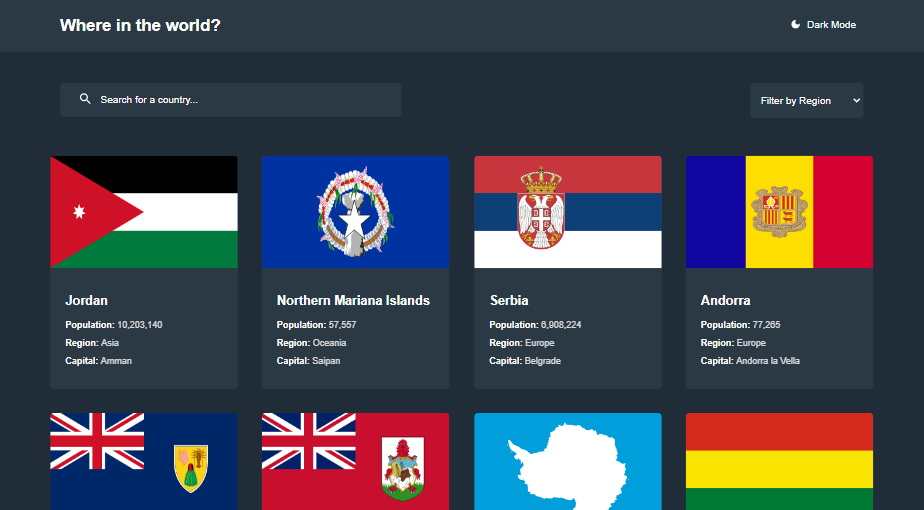 Where in the world?
Dark Mode
Search for a country...
Filter by Region
Jordan
Population: 10,203,140
Region: Asia
Capital: Amman
Northern Mariana Islands
Population: 57,557
Region: Oceania
Capital: Saipan
Serbia
Population: 6,908,224
Region: Europe
Capital: Belgrade
Andorra
Population: 77,265
Region: Europe
Capital: Andorra la Vella